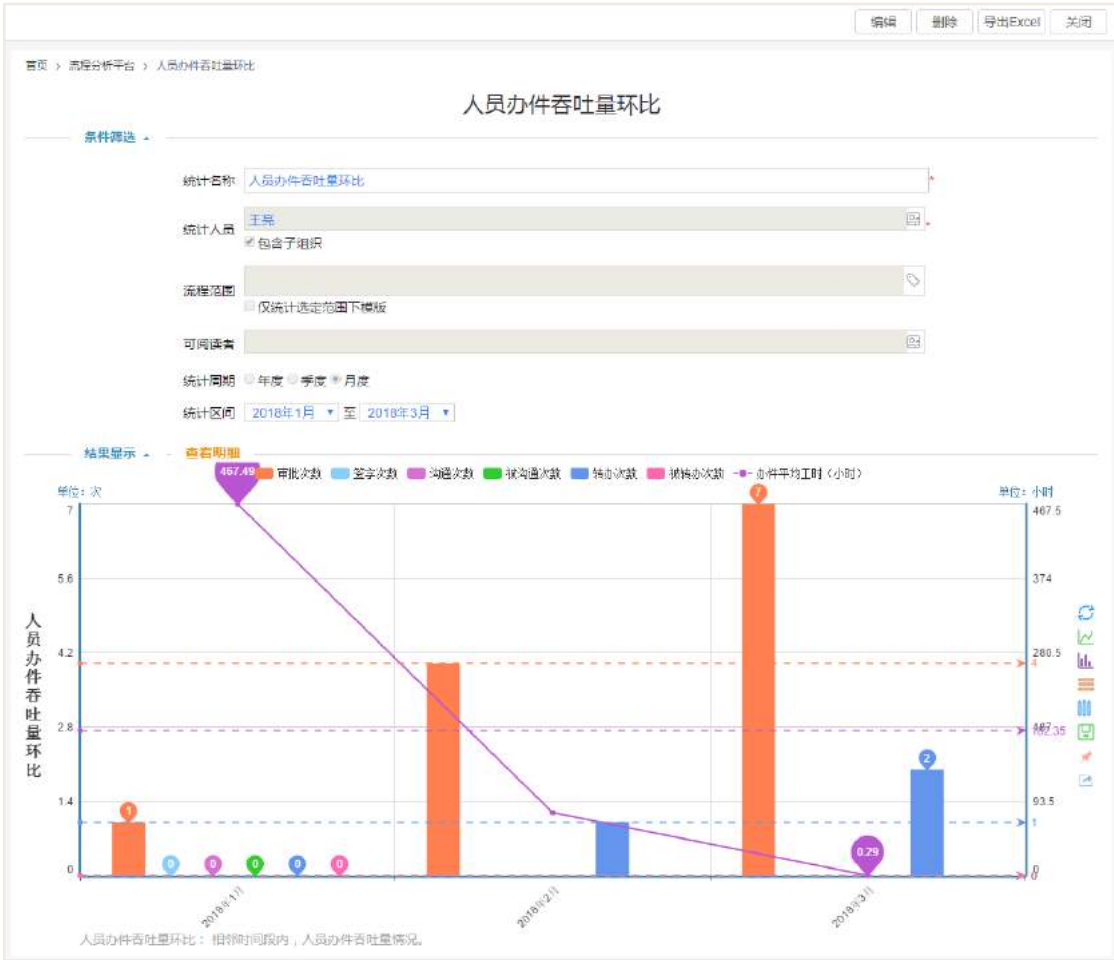 编辑 删除 导出Excel 关闭
首页 > 流程分析平台 > 人员办件吞吐量环比
人员办件吞吐量环比
条件筛选
统计名称 人员办件吞吐量环比 *
统计人员 王亮 *
包含子组织
流程范围
仅统计选定范围下模版
可阅读者
统计周期 年度 季度 月度
统计区间 2018年1月 至 2018年3月
结果显示 查看明细
467.49 审批次数 签字次数 沟通次数 被沟通次数 转办次数 被转办次数 办件平均工时（小时）
单位：次 单位：小时
7 7 467.5
5.6 374
4.2 280.5
4
人员办件吞吐量环比
2.8 162.35
2
1.4 93.5
1 1
0 0 0 0 0 0.29
0 0
2018年1月 2018年2月 2018年3月
人员办件吞吐量环比： 相邻时间段内，人员办件吞吐量情况。